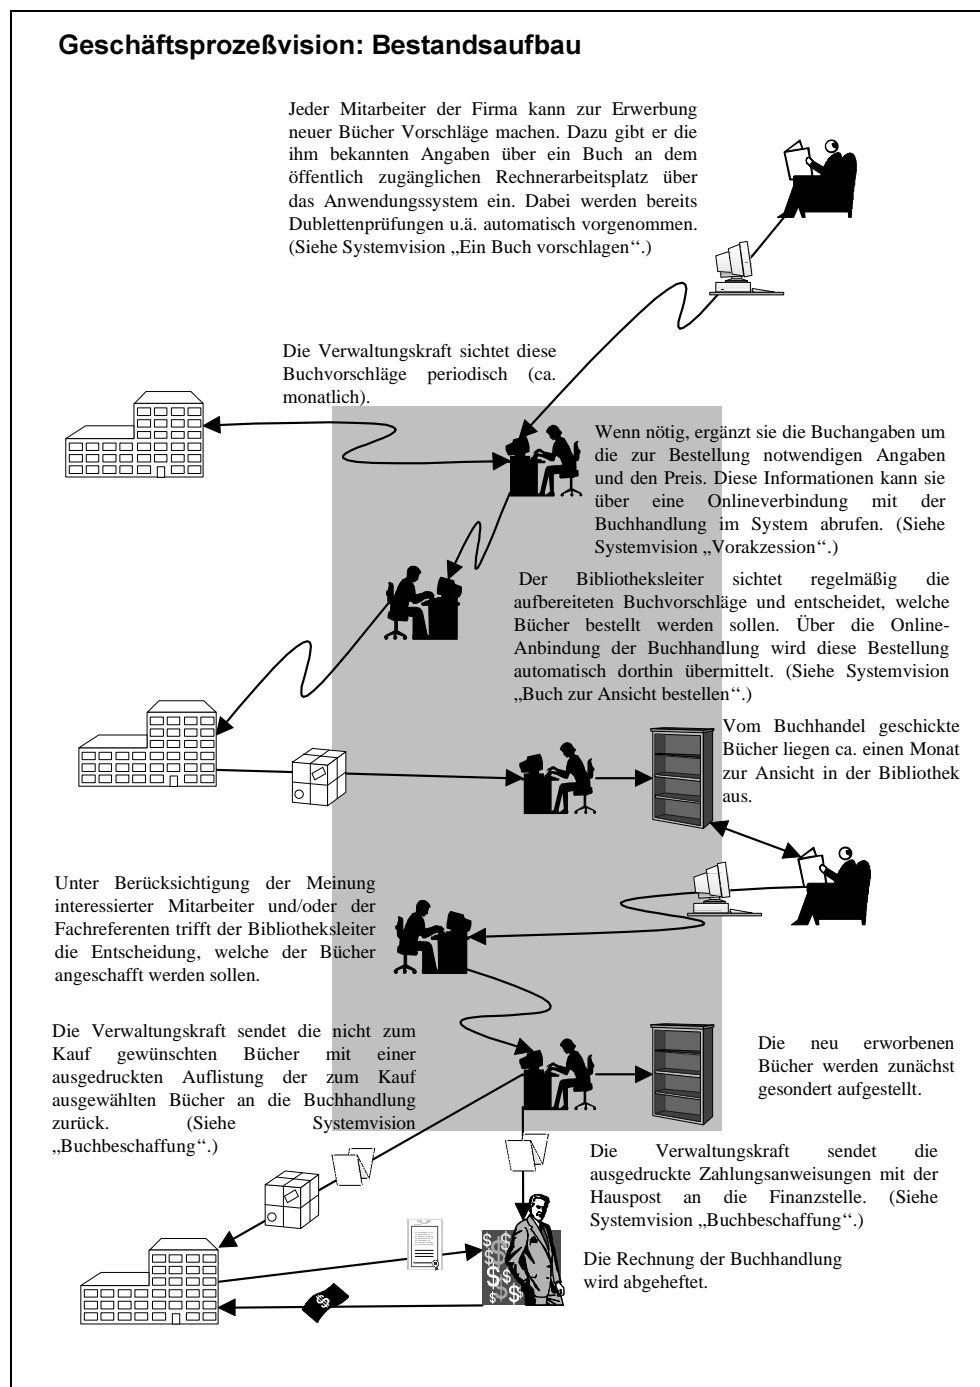 Geschäftsprozeßvision: Bestandsaufbau
Jeder Mitarbeiter der Firma kann zur Erwerbung
neuer Bücher Vorschläge machen. Dazu gibt er die
ihm bekannten Angaben über ein Buch an dem
öffentlich zugänglichen Rechnerarbeitsplatz über
das Anwendungssystem ein. Dabei werden bereits
Dublettenprüfungen u.ä. automatisch vorgenommen.
(Siehe Systemvision „Ein Buch vorschlagen“.)
Die Verwaltungskraft sichtet diese
Buchvorschläge periodisch (ca.
monatlich).
Wenn nötig, ergänzt sie die Buchangaben um
die zur Bestellung notwendigen Angaben
und den Preis. Diese Informationen kann sie
über eine Onlineverbindung mit der
Buchhandlung im System abrufen. (Siehe
Systemvision „Vorakzession“.)
Der Bibliotheksleiter sichtet regelmäßig die
aufbereiteten Buchvorschläge und entscheidet, welche
Bücher bestellt werden sollen. Über die Online-
Anbindung der Buchhandlung wird diese Bestellung
automatisch dorthin übermittelt. (Siehe Systemvision
„Buch zur Ansicht bestellen“.)
Vom Buchhandel geschickte
Bücher liegen ca. einen Monat
zur Ansicht in der Bibliothek
aus.
Unter Berücksichtigung der Meinung
interessierter Mitarbeiter und/oder der
Fachreferenten trifft der Bibliotheksleiter
die Entscheidung, welche der Bücher
angeschafft werden sollen.
Die Verwaltungskraft sendet die nicht zum
Kauf gewünschten Bücher mit einer
ausgedruckten Auflistung der zum Kauf
ausgewählten Bücher an die Buchhandlung
zurück. (Siehe Systemvision
„Buchbeschaffung“.)
Die neu erworbenen
Bücher werden zunächst
gesondert aufgestellt.
Die Verwaltungskraft sendet die
ausgedruckte Zahlungsanweisungen mit der
Hauspost an die Finanzstelle. (Siehe
Systemvision „Buchbeschaffung“.)
Die Rechnung der Buchhandlung
wird abgeheftet.